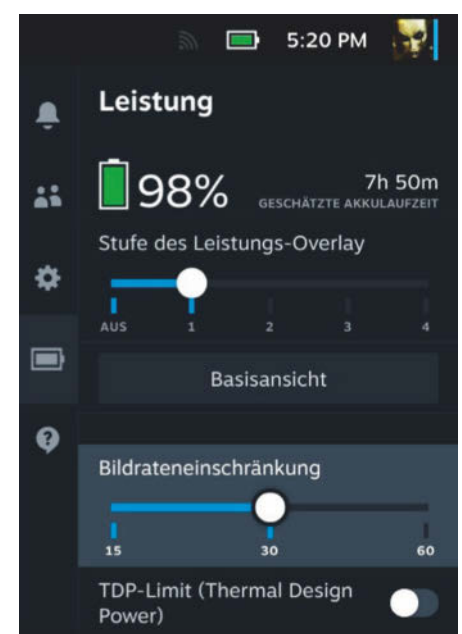 5:20 PM
Leistung
98%
7h 50m
GESCHÄTZTE AKKULAUFZEIT
Stufe des Leistungs-Overlay
AUS 1 2 3 4
Basisansicht
Bildrateneinschränkung
15 30 60
TDP-Limit (Thermal Design
Power)